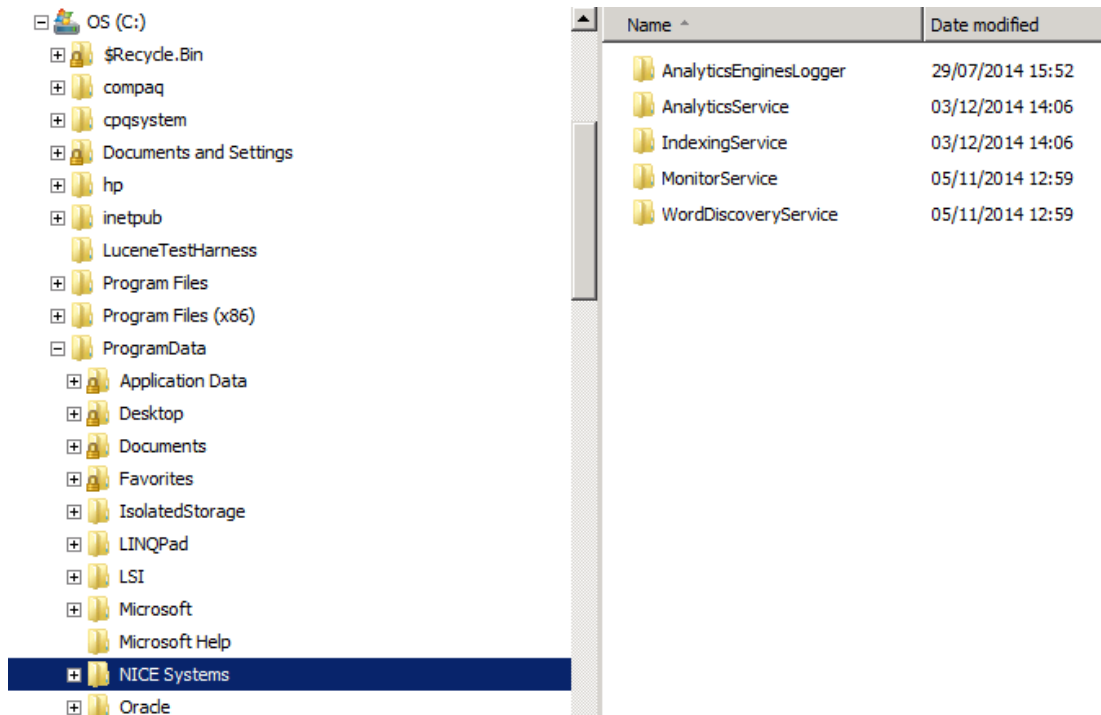 OS (C:)
$Recycle.Bin
compaq
cpqsystem
Documents and Settings
hp
inetpub
LuceneTestHarness
Program Files
Program Files (x86)
ProgramData
Application Data
Desktop
Documents
Favorites
IsolatedStorage
LINQPad
LSI
Microsoft
Microsoft Help
NICE Systems
Oracle
Name Date modified
AnalyticsEnginesLogger 29/07/2014 15:52
AnalyticsService 03/12/2014 14:06
IndexingService 03/12/2014 14:06
MonitorService 05/11/2014 12:59
WordDiscoveryService 05/11/2014 12:59